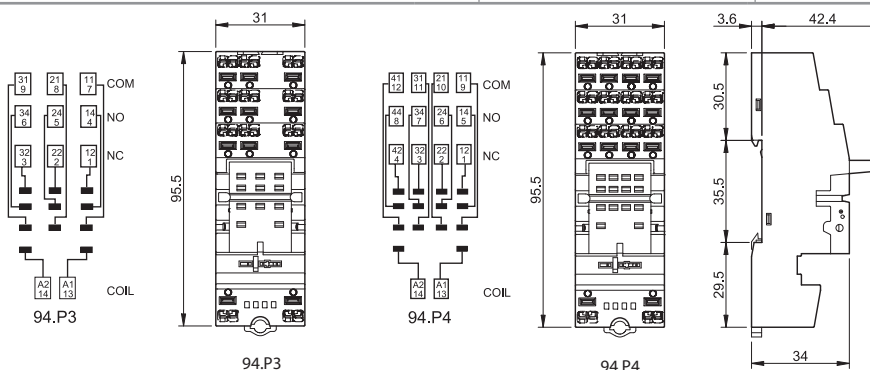 31 31 3.6 42.4
31 21 11 COM
9 8 7
34 24 14 NO
6 5 4
32 22 12 NC
3 2 1
A2 A1 COIL
14 13
94.P3
95.5
94.P3
41 31 21 11 COM
12 11 10 9
44 34 24 14 NO
8 7 6 5
42 32 22 12 NC
4 3 2 1
A2 A1 COIL
14 13
94.P4
95.5
94.P4
30.5
35.5
29.5
34